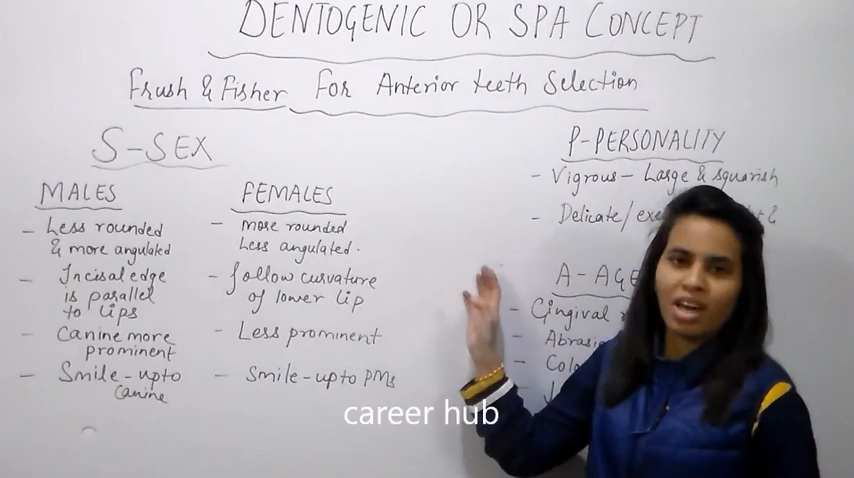 DENTOGENIC OR SPA CONCEPT
Frush & Fisher For Anterior teeth Selection
S-SEX
MALES
- Less rounded
& more angulated
- Incisal edge
is parallel
to lips
- Canine more
prominent
- Smile-upto
canine
FEMALES
- more rounded
Less angulated.
- follow curvature
of lower lip
- Less prominent
- Smile-upto PMs
P-PERSONALITY
- Vigrous - Large & squarish
- Delicate/
&
A-AGE
- Gingival
-
-
career hub